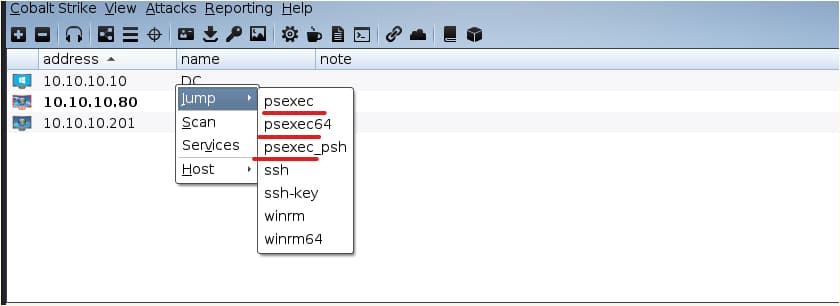 Cobalt Strike View Attacks Reporting Help
address name note
10.10.10.10 DC
10.10.10.80
10.10.10.201
Jump
Scan
Services
Host
psexec
psexec64
psexec_psh
ssh
ssh-key
winrm
winrm64